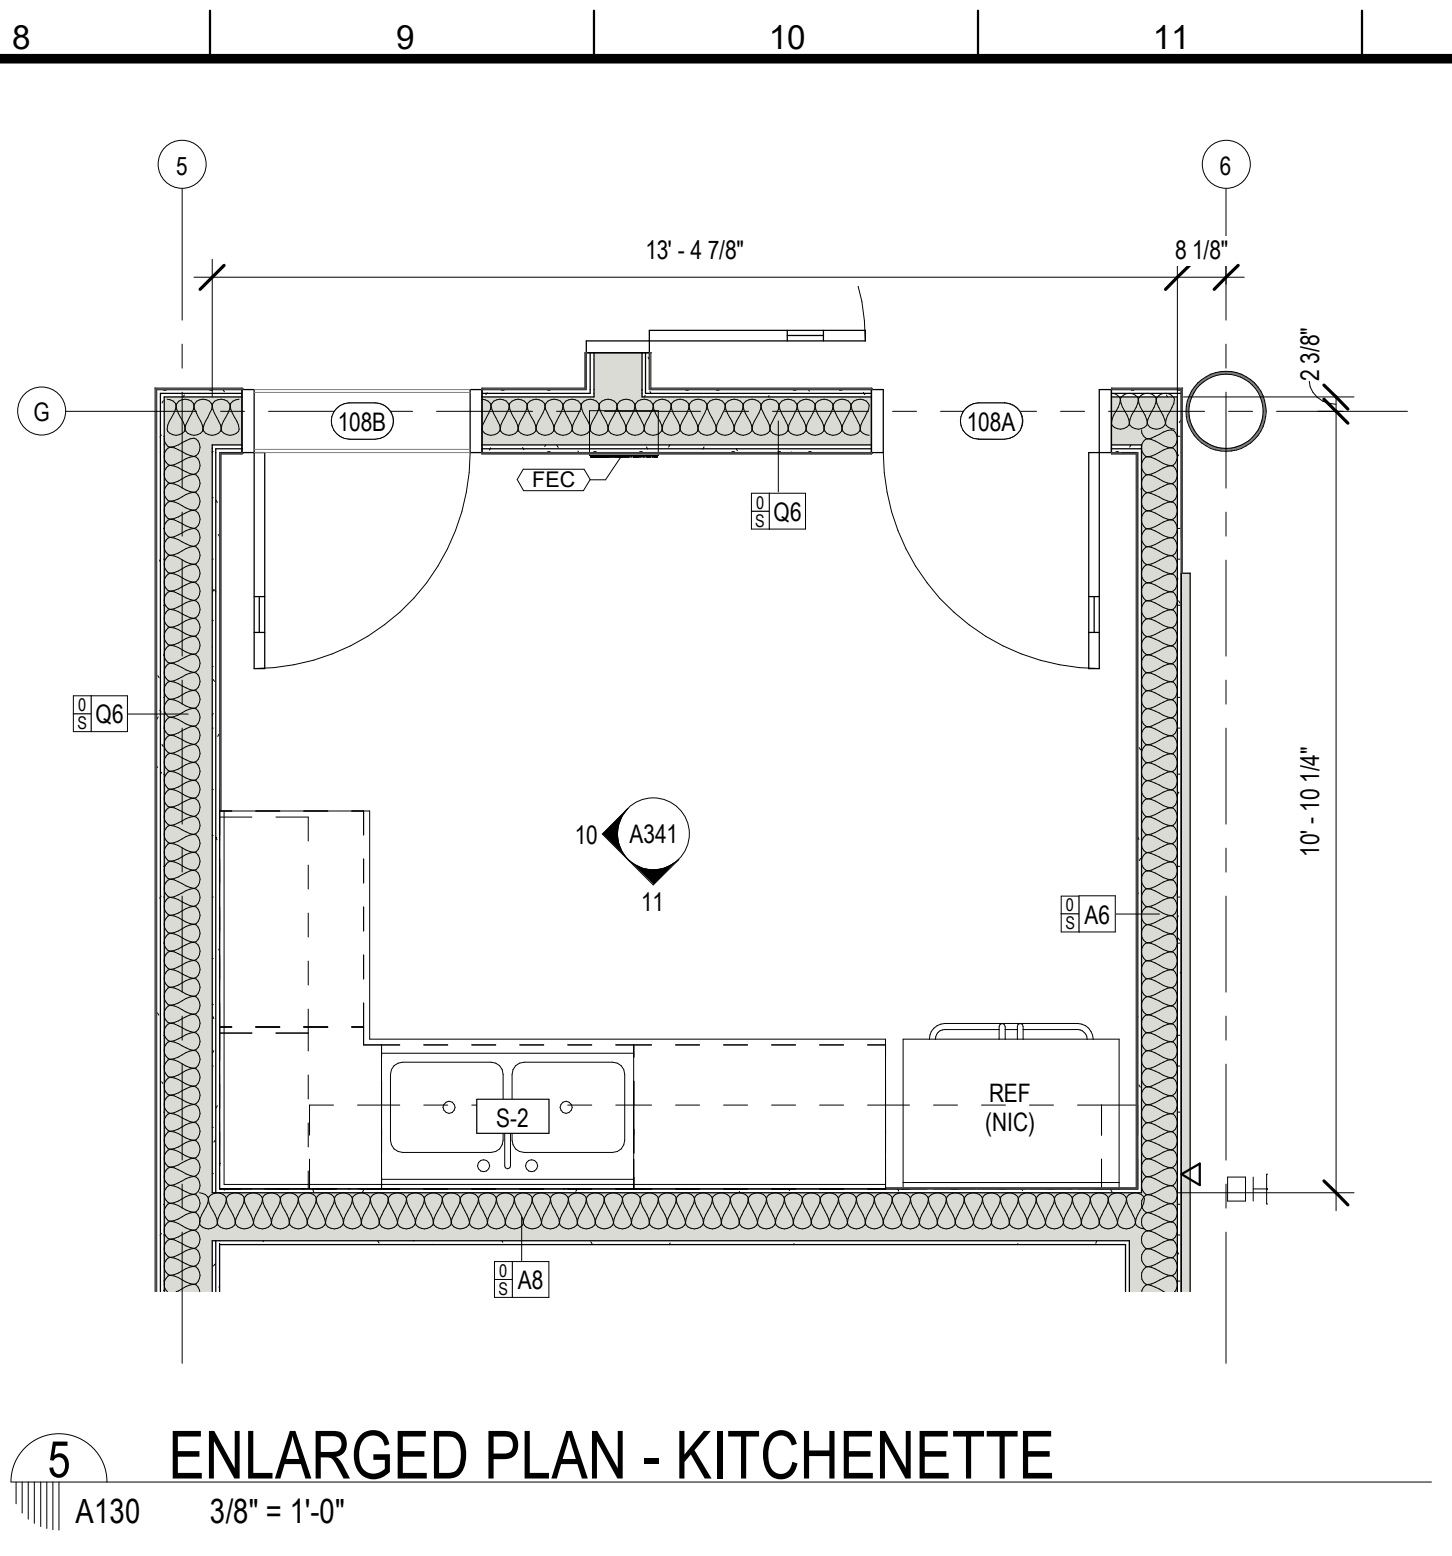 8 9 10 11
5 6
13' - 4 7/8" 8 1/8"
2 3/8"
G
108B 108A
FEC
0 S Q6
0 S Q6
10' - 10 1/4"
10 A341
11
0 S A6
REF
(NIC)
S-2
0 S A8
5 ENLARGED PLAN - KITCHENETTE
A130 3/8" = 1'-0"